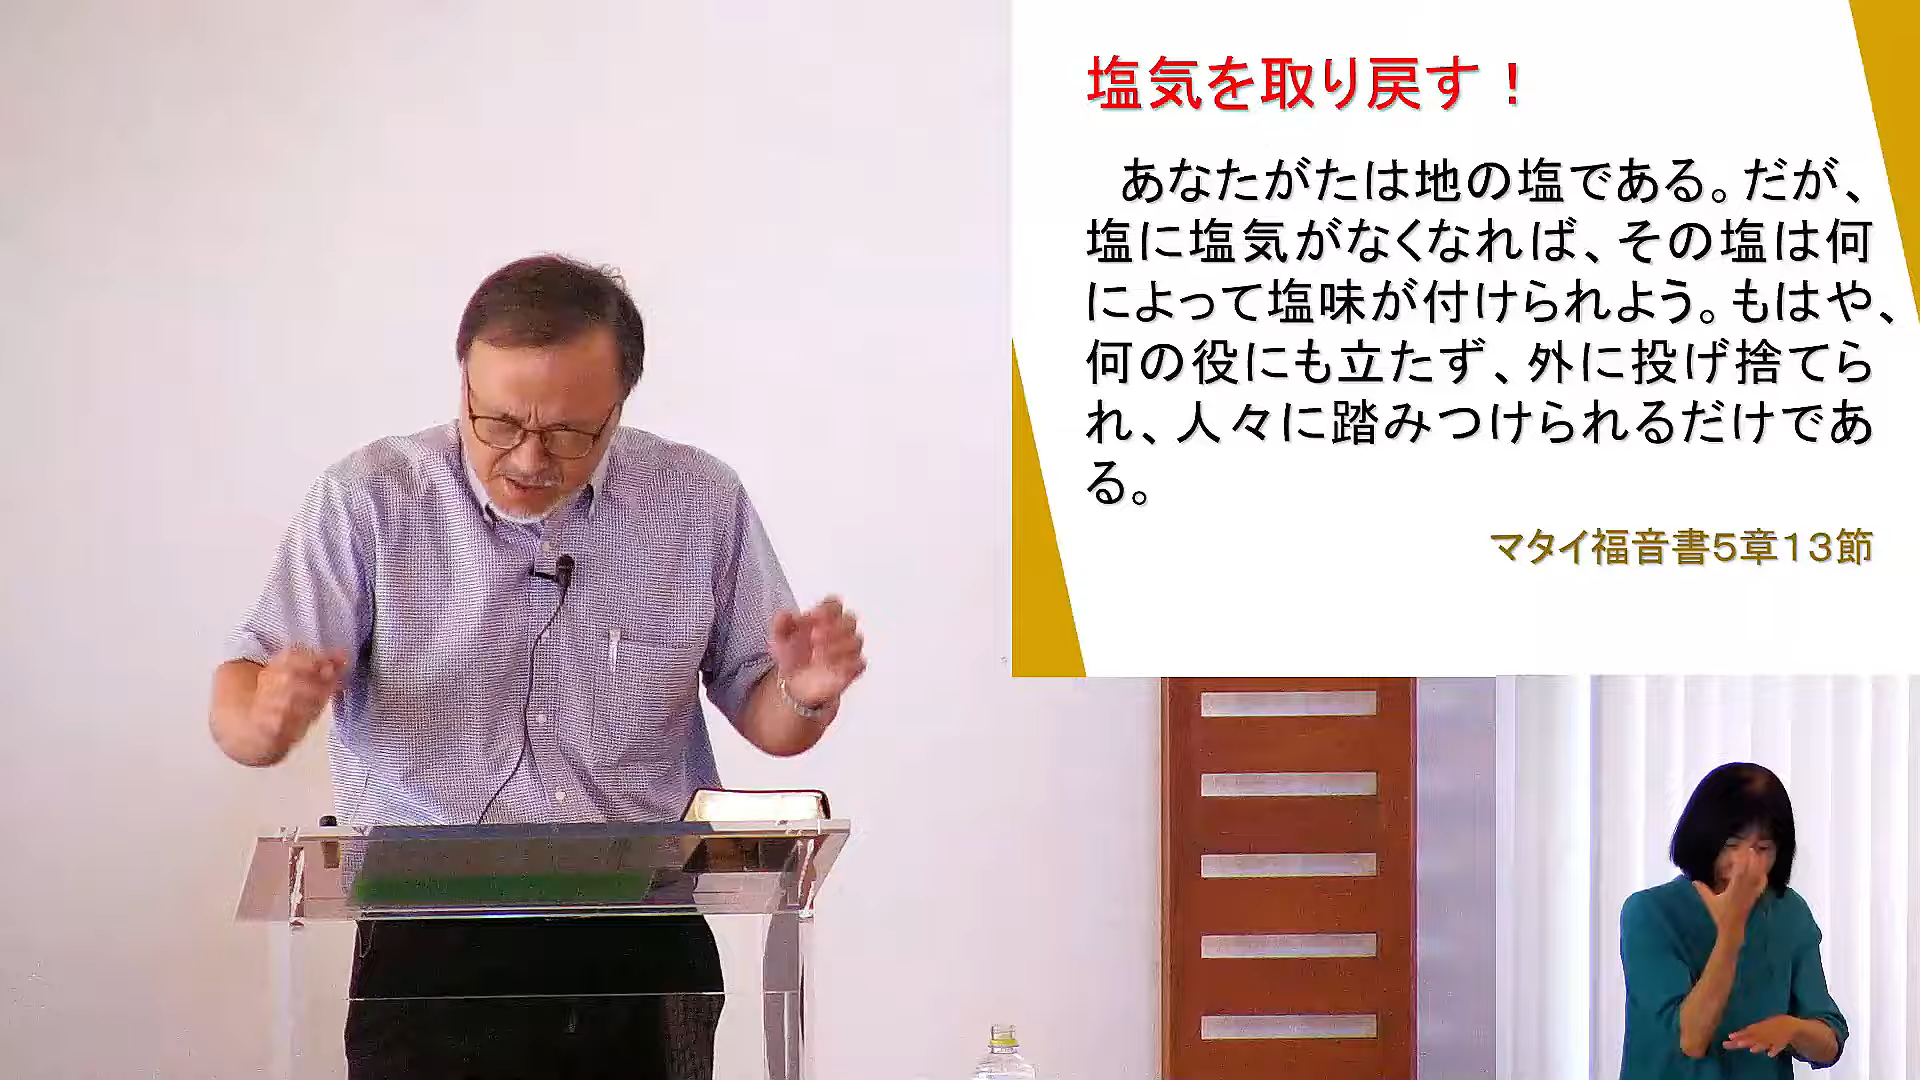 塩気を取り戻す！
あなたがたは地の塩である。だが、
塩に塩気がなくなれば、その塩は何
によって塩味が付けられよう。もはや、
何の役にも立たず、外に投げ捨てら
れ、人々に踏みつけられるだけであ
る。
マタイ福音書５章１３節